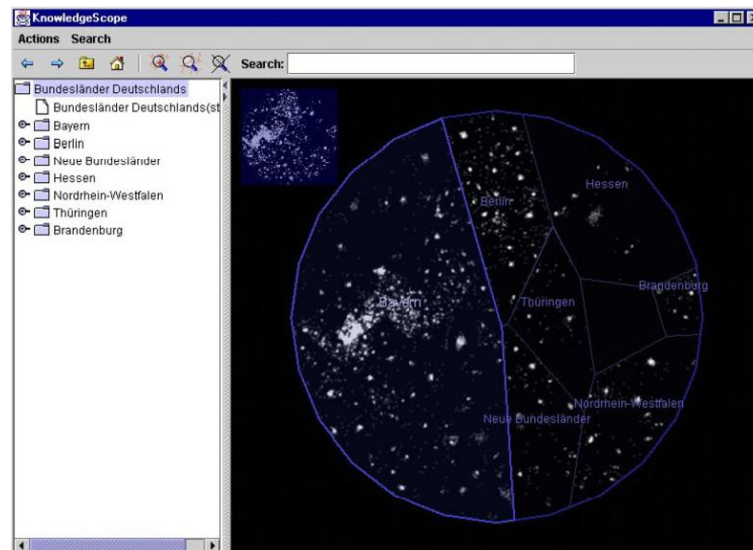 KnowledgeScope
Actions Search
Search:
Bundesländer Deutschlands
Bundesländer Deutschlands(st
Bayern
Berlin
Neue Bundesländer
Hessen
Nordrhein-Westfalen
Thüringen
Brandenburg
Hessen
Berlin
Brandenburg
Bayern
Thüringen
Nordrhein-Westfalen
Neue Bundesländer